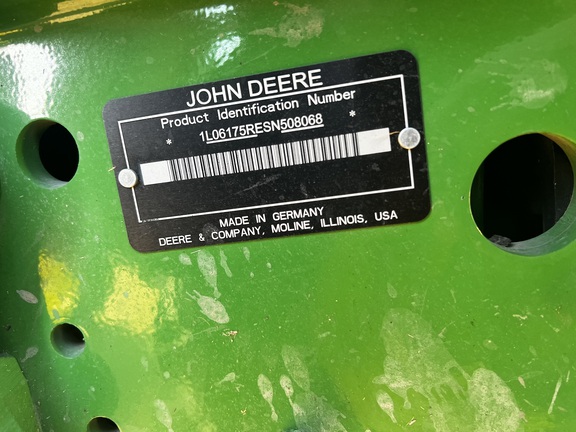 JOHN DEERE
Product Identification Number
* 1L06175RESN508068 *
MADE IN GERMANY
DEERE & COMPANY, MOLINE, ILLINOIS, USA